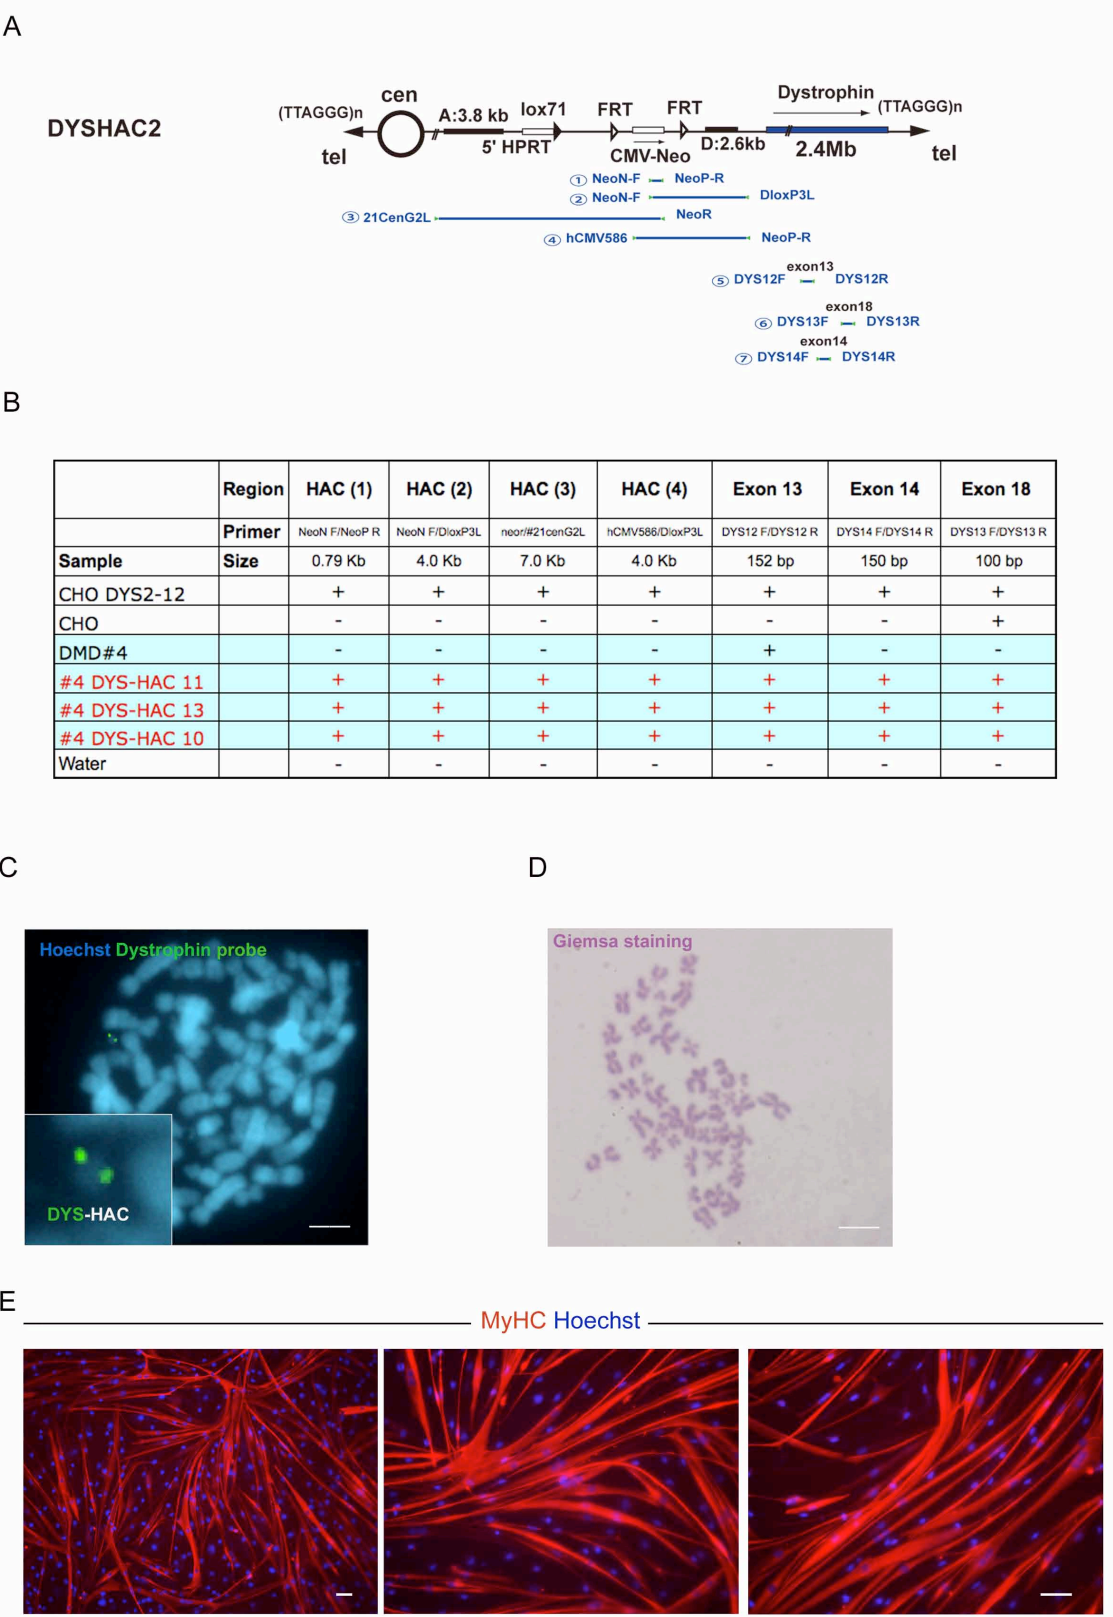 A
DYSHAC2
(TTAGGG)n
cen
tel
A:3.8 kb
5' HPRT
lox71
FRT
FRT
CMV-Neo
D:2.6kb
Dystrophin
2.4Mb
(TTAGGG)n
tel
① NeoN-F NeoP-R
② NeoN-F DloxP3L
③ 21CenG2L NeoR
④ hCMV586 NeoP-R
exon13
⑤ DYS12F DYS12R
exon18
⑥ DYS13F DYS13R
exon14
⑦ DYS14F DYS14R
B
Region HAC (1) HAC (2) HAC (3) HAC (4) Exon 13 Exon 14 Exon 18
Primer NeoN F/NeoP R NeoN F/DloxP3L neor/#21cenG2L hCMV586/DloxP3L DYS12 F/DYS12 R DYS14 F/DYS14 R DYS13 F/DYS13 R
Sample Size 0.79 Kb 4.0 Kb 7.0 Kb 4.0 Kb 152 bp 150 bp 100 bp
CHO DYS2-12 + + + + + + +
CHO - - - - - - +
DMD#4 - - - - + - -
#4 DYS-HAC 11 + + + + + + +
#4 DYS-HAC 13 + + + + + + +
#4 DYS-HAC 10 + + + + + + +
Water - - - - - - -
C
Hoechst Dystrophin probe
DYS-HAC
D
Giemsa staining
E
MyHC Hoechst